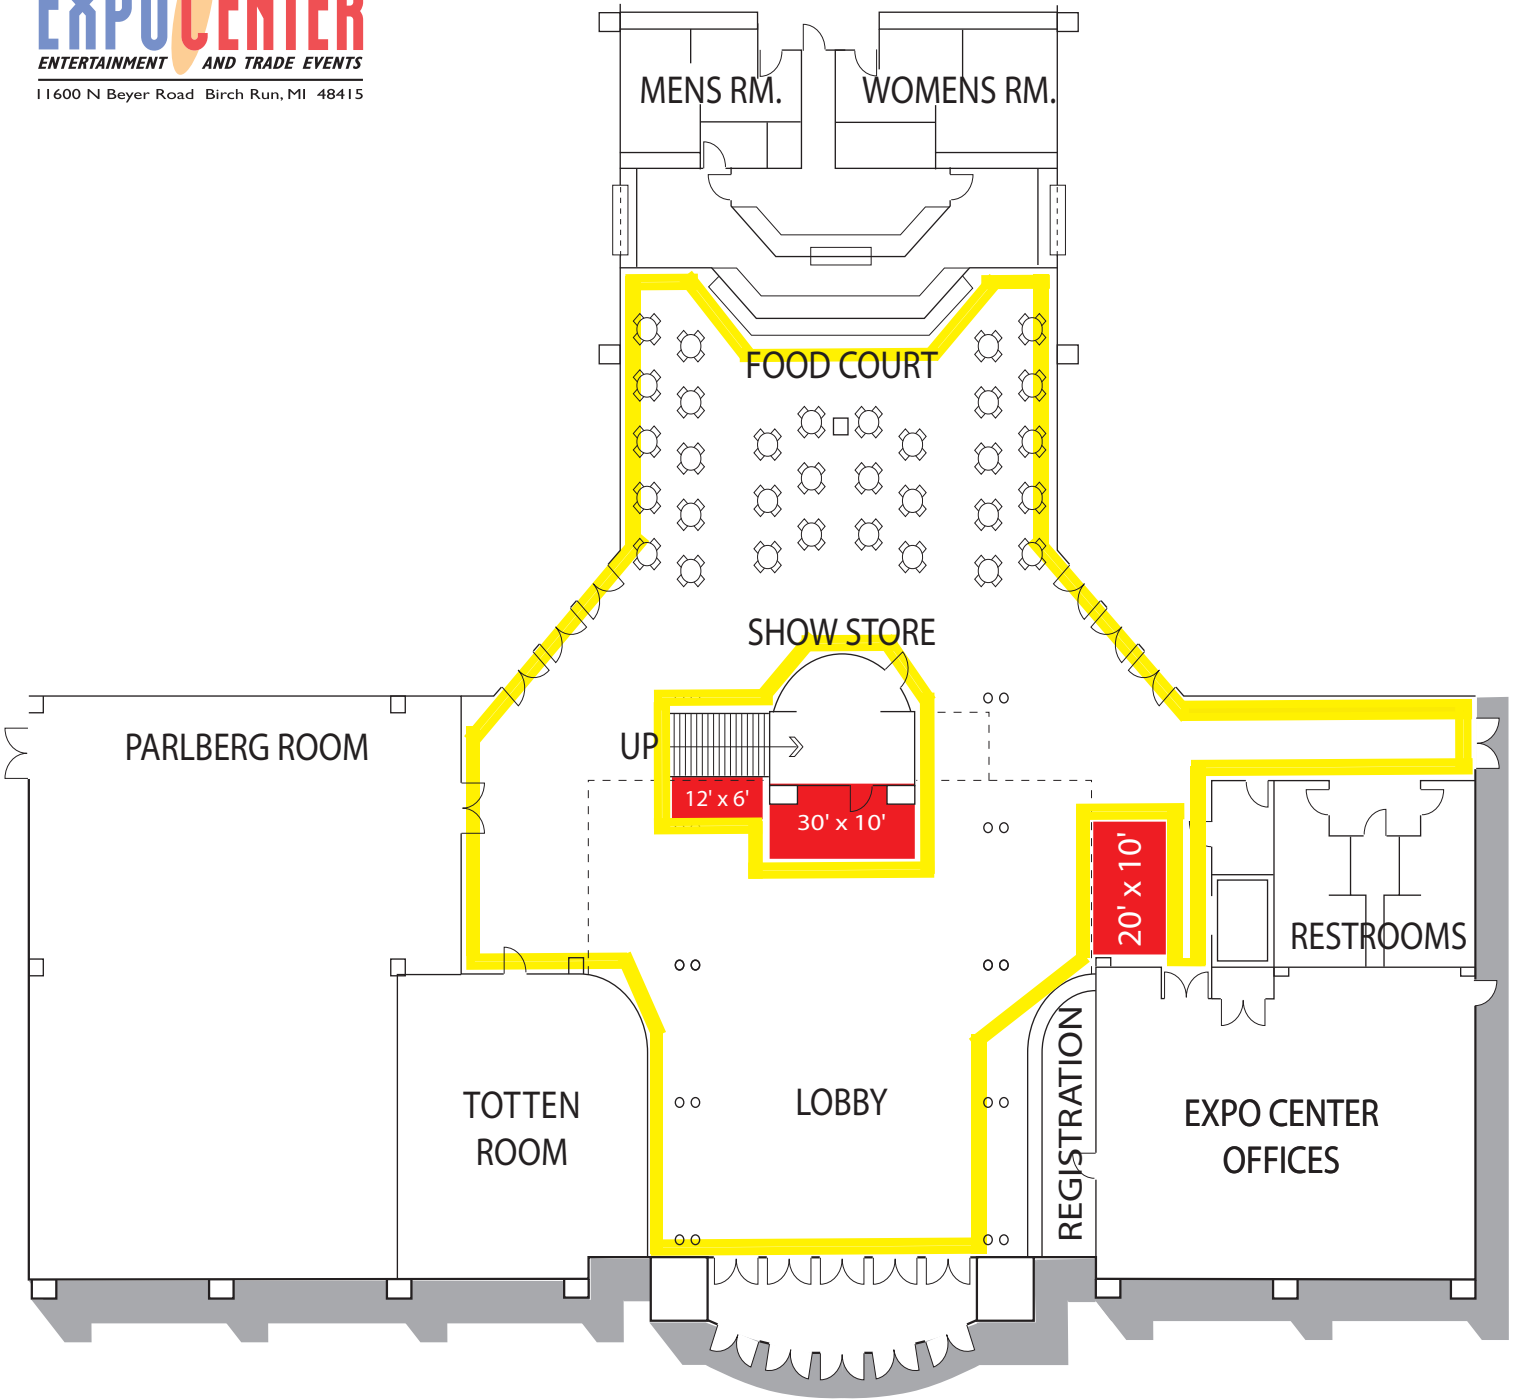 EXPO CENTER
ENTERTAINMENT AND TRADE EVENTS
11600 N Beyer Road Birch Run, MI 48415
MENS RM.
WOMENS RM.
FOOD COURT
SHOW STORE
PARLBERG ROOM
UP
12' x 6'
30' x 10'
20' x 10'
RESTROOMS
TOTTEN
ROOM
LOBBY
REGISTRATION
EXPO CENTER
OFFICES